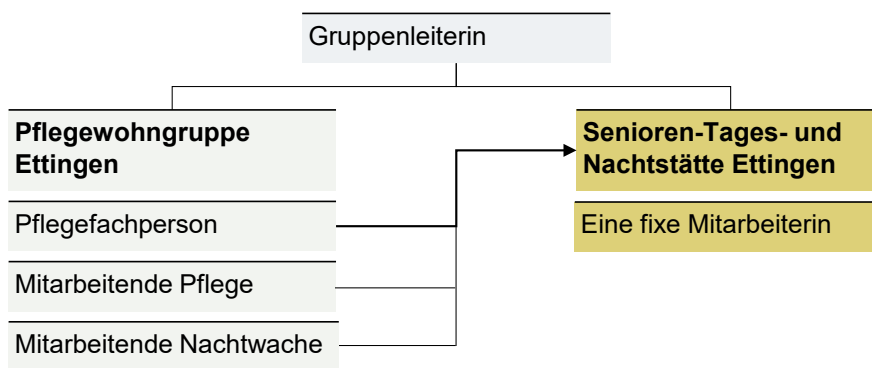 Gruppenleiterin
Pflegewohngruppe
Ettingen
Pflegefachperson
Mitarbeitende Pflege
Mitarbeitende Nachtwache
Senioren-Tages- und
Nachtstätte Ettingen
Eine fixe Mitarbeiterin